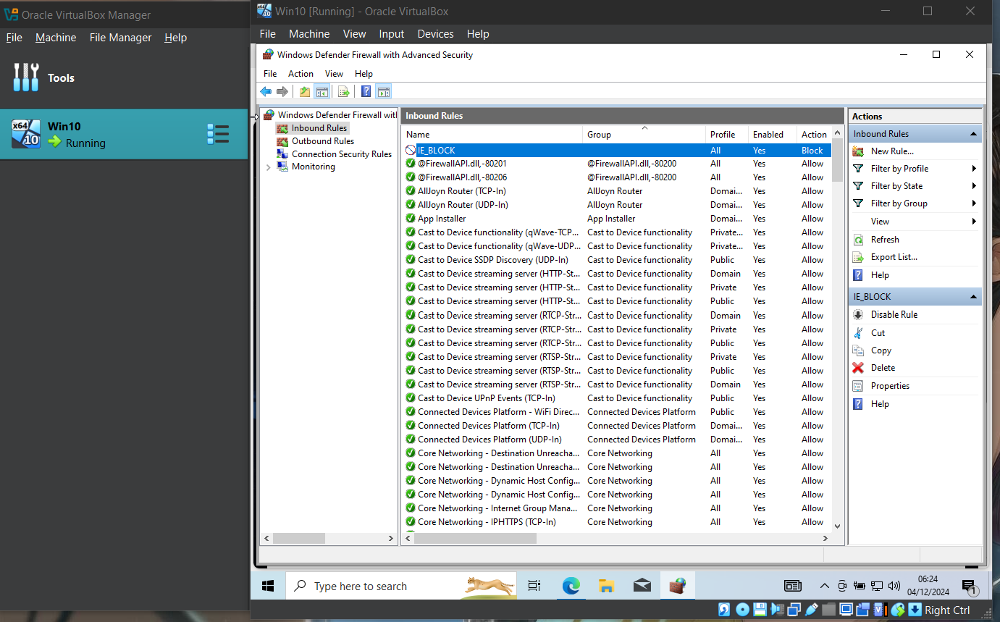 Oracle VirtualBox Manager
File Machine File Manager Help
Tools
Win10
Running
Win10 [Running] - Oracle VirtualBox
File Machine View Input Devices Help
Windows Defender Firewall with Advanced Security
File Action View Help
Windows Defender Firewall with
Inbound Rules
Outbound Rules
Connection Security Rules
Monitoring
Inbound Rules
Name Group Profile Enabled Action
IE_BLOCK All Yes Block
@FirewallAPI.dll,-80201 @FirewallAPI.dll,-80200 All Yes Allow
@FirewallAPI.dll,-80206 @FirewallAPI.dll,-80200 All Yes Allow
AllJoyn Router (TCP-In) AllJoyn Router Domai... Yes Allow
AllJoyn Router (UDP-In) AllJoyn Router Domai... Yes Allow
App Installer App Installer Domai... Yes Allow
Cast to Device functionality (qWave-TCP... Cast to Device functionality Private... Yes Allow
Cast to Device functionality (qWave-UDP... Cast to Device functionality Private... Yes Allow
Cast to Device SSDP Discovery (UDP-In) Cast to Device functionality Public Yes Allow
Cast to Device streaming server (HTTP-St... Cast to Device functionality Domain Yes Allow
Cast to Device streaming server (HTTP-St... Cast to Device functionality Private Yes Allow
Cast to Device streaming server (HTTP-St... Cast to Device functionality Public Yes Allow
Cast to Device streaming server (RTCP-Str... Cast to Device functionality Domain Yes Allow
Cast to Device streaming server (RTCP-Str... Cast to Device functionality Private Yes Allow
Cast to Device streaming server (RTCP-Str... Cast to Device functionality Public Yes Allow
Cast to Device streaming server (RTSP-Str... Cast to Device functionality Private Yes Allow
Cast to Device streaming server (RTSP-Str... Cast to Device functionality Public Yes Allow
Cast to Device streaming server (RTSP-Str... Cast to Device functionality Domain Yes Allow
Cast to Device UPnP Events (TCP-In) Cast to Device functionality Public Yes Allow
Connected Devices Platform - WiFi Direc... Connected Devices Platform Public Yes Allow
Connected Devices Platform (TCP-In) Connected Devices Platform Domai... Yes Allow
Connected Devices Platform (UDP-In) Connected Devices Platform Domai... Yes Allow
Core Networking - Destination Unreacha... Core Networking All Yes Allow
Core Networking - Destination Unreacha... Core Networking All Yes Allow
Core Networking - Dynamic Host Config... Core Networking All Yes Allow
Core Networking - Dynamic Host Config... Core Networking All Yes Allow
Core Networking - Internet Group Mana... Core Networking All Yes Allow
Core Networking - IPHTTPS (TCP-In) Core Networking All Yes Allow
Actions
Inbound Rules
New Rule...
Filter by Profile
Filter by State
Filter by Group
View
Refresh
Export List...
Help
IE_BLOCK
Disable Rule
Cut
Copy
Delete
Properties
Help
Type here to search
06:24
04/12/2024
1
Right Ctrl